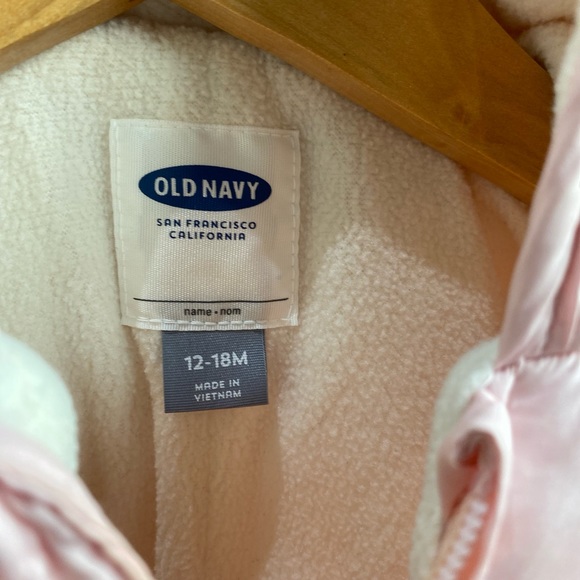 OLD NAVY
SAN FRANCISCO
CALIFORNIA
name • nom
12-18M
MADE IN
VIETNAM